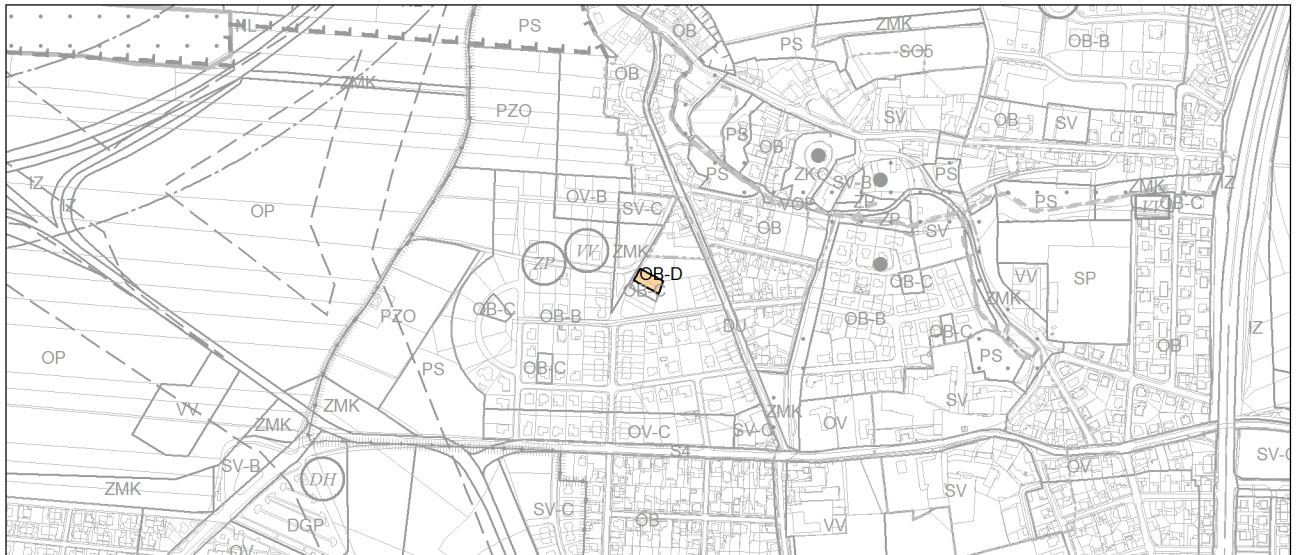 NL
PS
OB
ZMK
PS
SO5
OB-B
ZMK
OB
PZO
PS
OB
SV
OB
SV
IZ
PS
ZKC
SV-B
PS
ZMK
IZ
OP
OV-B
SV-C
VOP
ZP
ZP
PS
OB-C
OB
SV
ZP
VV
ZMK
OB-D
OB-C
VV
SP
OB-C
ZMK
PZO
OB-C
OB-B
DU
OB-B
OB-C
IZ
OP
PS
OB-C
PS
OB
VV
ZMK
ZMK
ZMK
SV
OV-C
SV-C
OV
S4
SV-B
OV
SV-C
ZMK
DH
SV
DGP
SV-C
OB
VV
OV